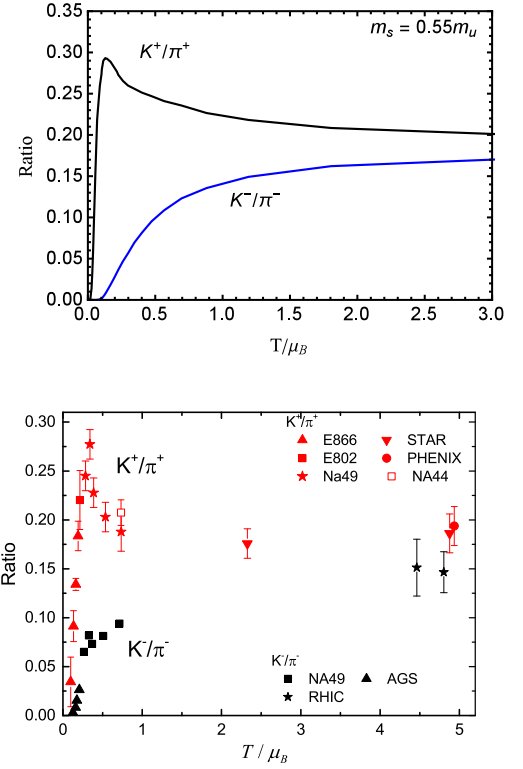 0.35
m_s = 0.55m_u
0.30
K⁺/π⁺
0.25
0.20
Ratio
0.15
K⁻/π⁻
0.10
0.05
0.00
0.0 0.5 1.0 1.5 2.0 2.5 3.0
T/μ_B
0.30
K⁺/π⁺
E866 STAR
E802 PHENIX
Na49 NA44
K⁺/π⁺
0.25
0.20
Ratio
0.15
0.10
K⁻/π⁻
K⁻/π⁻
0.05
NA49 AGS
RHIC
0.00
0 1 2 3 4 5
T / μ_B